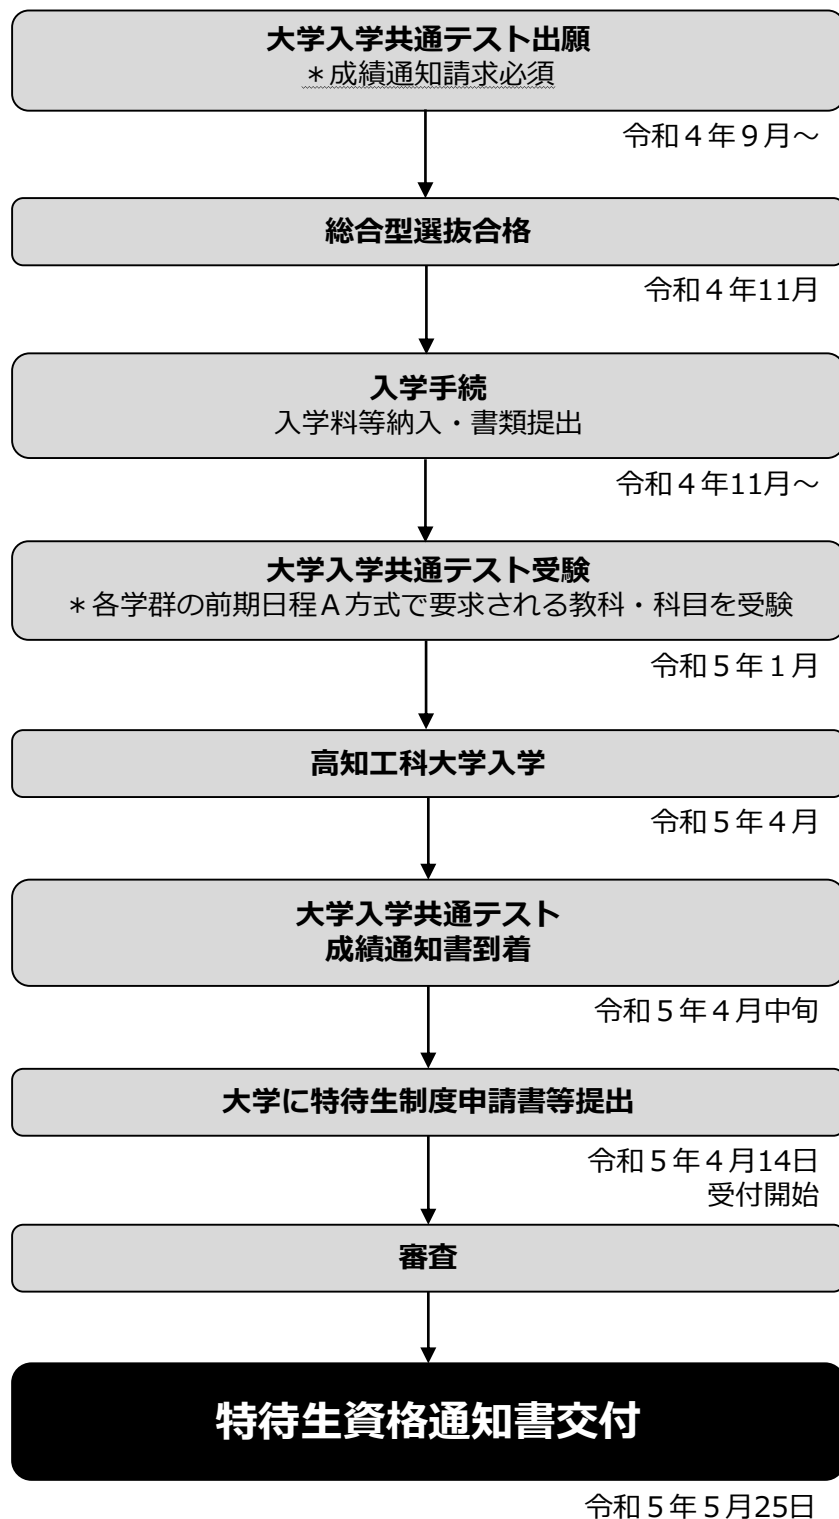 大学入学共通テスト出願
＊成績通知請求必須
令和４年９月～
総合型選抜合格
令和４年11月
入学手続
入学料等納入・書類提出
令和４年11月～
大学入学共通テスト受験
＊各学群の前期日程Ａ方式で要求される教科・科目を受験
令和５年１月
高知工科大学入学
令和５年４月
大学入学共通テスト
成績通知書到着
令和５年４月中旬
大学に特待生制度申請書等提出
令和５年４月14日
受付開始
審査
特待生資格通知書交付
令和５年５月25日